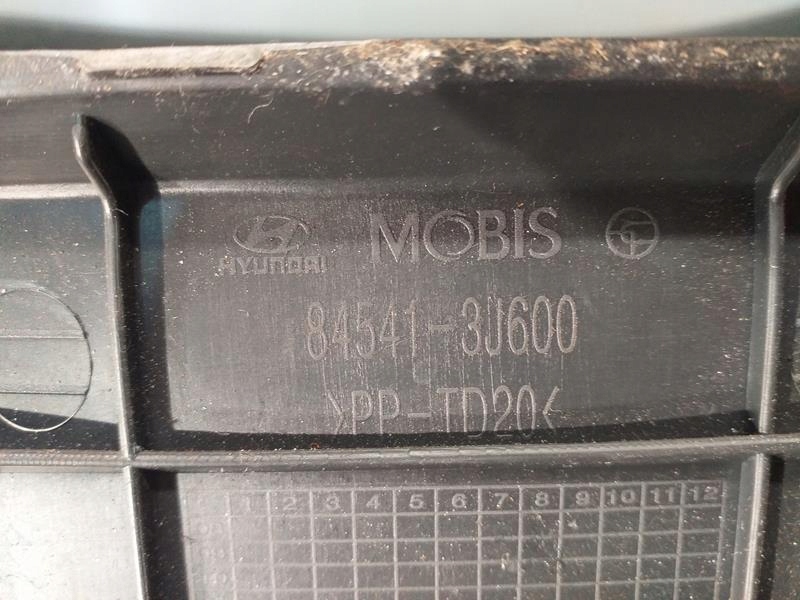 HYUNDAI MOBIS
84541-3J600
>PP-TD20<
1 2 3 4 5 6 7 8 9 10 11 12